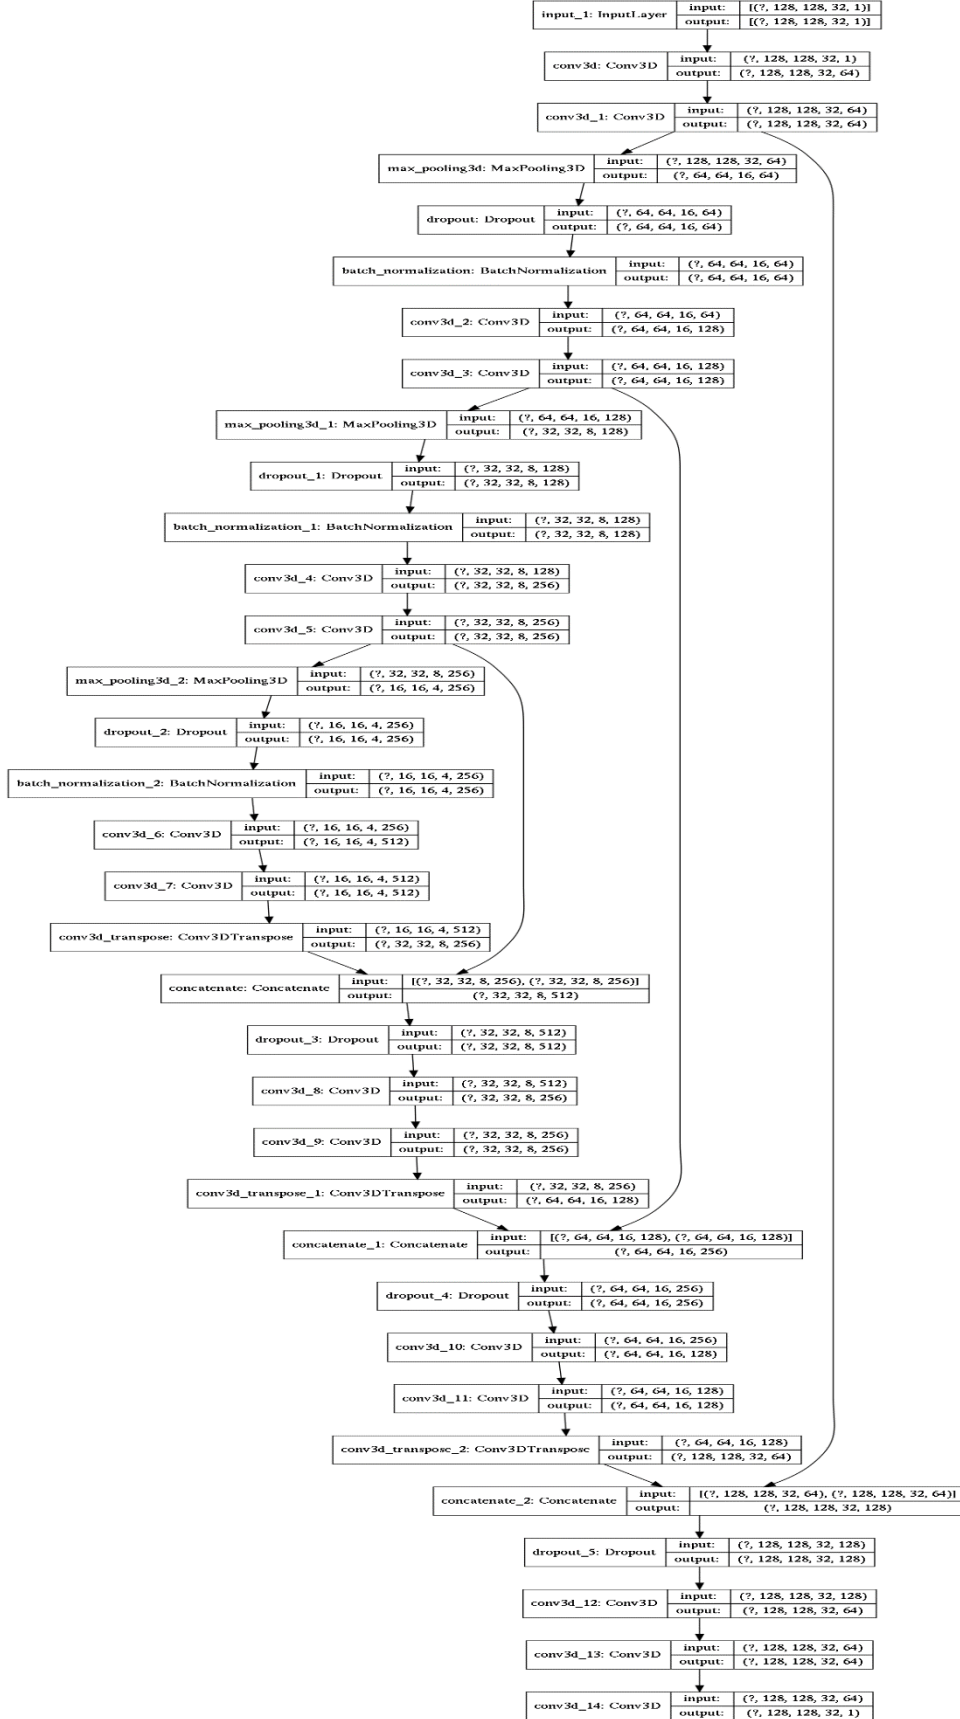 input_1: InputLayer input: [(?, 128, 128, 32, 1)]
output: [(?, 128, 128, 32, 1)]
conv3d: Conv3D input: (?, 128, 128, 32, 1)
output: (?, 128, 128, 32, 64)
conv3d_1: Conv3D input: (?, 128, 128, 32, 64)
output: (?, 128, 128, 32, 64)
max_pooling3d: MaxPooling3D input: (?, 128, 128, 32, 64)
output: (?, 64, 64, 16, 64)
dropout: Dropout input: (?, 64, 64, 16, 64)
output: (?, 64, 64, 16, 64)
batch_normalization: BatchNormalization input: (?, 64, 64, 16, 64)
output: (?, 64, 64, 16, 64)
conv3d_2: Conv3D input: (?, 64, 64, 16, 64)
output: (?, 64, 64, 16, 128)
conv3d_3: Conv3D input: (?, 64, 64, 16, 128)
output: (?, 64, 64, 16, 128)
max_pooling3d_1: MaxPooling3D input: (?, 64, 64, 16, 128)
output: (?, 32, 32, 8, 128)
dropout_1: Dropout input: (?, 32, 32, 8, 128)
output: (?, 32, 32, 8, 128)
batch_normalization_1: BatchNormalization input: (?, 32, 32, 8, 128)
output: (?, 32, 32, 8, 128)
conv3d_4: Conv3D input: (?, 32, 32, 8, 128)
output: (?, 32, 32, 8, 256)
conv3d_5: Conv3D input: (?, 32, 32, 8, 256)
output: (?, 32, 32, 8, 256)
max_pooling3d_2: MaxPooling3D input: (?, 32, 32, 8, 256)
output: (?, 16, 16, 4, 256)
dropout_2: Dropout input: (?, 16, 16, 4, 256)
output: (?, 16, 16, 4, 256)
batch_normalization_2: BatchNormalization input: (?, 16, 16, 4, 256)
output: (?, 16, 16, 4, 256)
conv3d_6: Conv3D input: (?, 16, 16, 4, 256)
output: (?, 16, 16, 4, 512)
conv3d_7: Conv3D input: (?, 16, 16, 4, 512)
output: (?, 16, 16, 4, 512)
conv3d_transpose: Conv3DTranspose input: (?, 16, 16, 4, 512)
output: (?, 32, 32, 8, 256)
concatenate: Concatenate input: [(?, 32, 32, 8, 256), (?, 32, 32, 8, 256)]
output: (?, 32, 32, 8, 512)
dropout_3: Dropout input: (?, 32, 32, 8, 512)
output: (?, 32, 32, 8, 512)
conv3d_8: Conv3D input: (?, 32, 32, 8, 512)
output: (?, 32, 32, 8, 256)
conv3d_9: Conv3D input: (?, 32, 32, 8, 256)
output: (?, 32, 32, 8, 256)
conv3d_transpose_1: Conv3DTranspose input: (?, 32, 32, 8, 256)
output: (?, 64, 64, 16, 128)
concatenate_1: Concatenate input: [(?, 64, 64, 16, 128), (?, 64, 64, 16, 128)]
output: (?, 64, 64, 16, 256)
dropout_4: Dropout input: (?, 64, 64, 16, 256)
output: (?, 64, 64, 16, 256)
conv3d_10: Conv3D input: (?, 64, 64, 16, 256)
output: (?, 64, 64, 16, 128)
conv3d_11: Conv3D input: (?, 64, 64, 16, 128)
output: (?, 64, 64, 16, 128)
conv3d_transpose_2: Conv3DTranspose input: (?, 64, 64, 16, 128)
output: (?, 128, 128, 32, 64)
concatenate_2: Concatenate input: [(?, 128, 128, 32, 64), (?, 128, 128, 32, 64)]
output: (?, 128, 128, 32, 128)
dropout_5: Dropout input: (?, 128, 128, 32, 128)
output: (?, 128, 128, 32, 128)
conv3d_12: Conv3D input: (?, 128, 128, 32, 128)
output: (?, 128, 128, 32, 64)
conv3d_13: Conv3D input: (?, 128, 128, 32, 64)
output: (?, 128, 128, 32, 64)
conv3d_14: Conv3D input: (?, 128, 128, 32, 64)
output: (?, 128, 128, 32, 1)